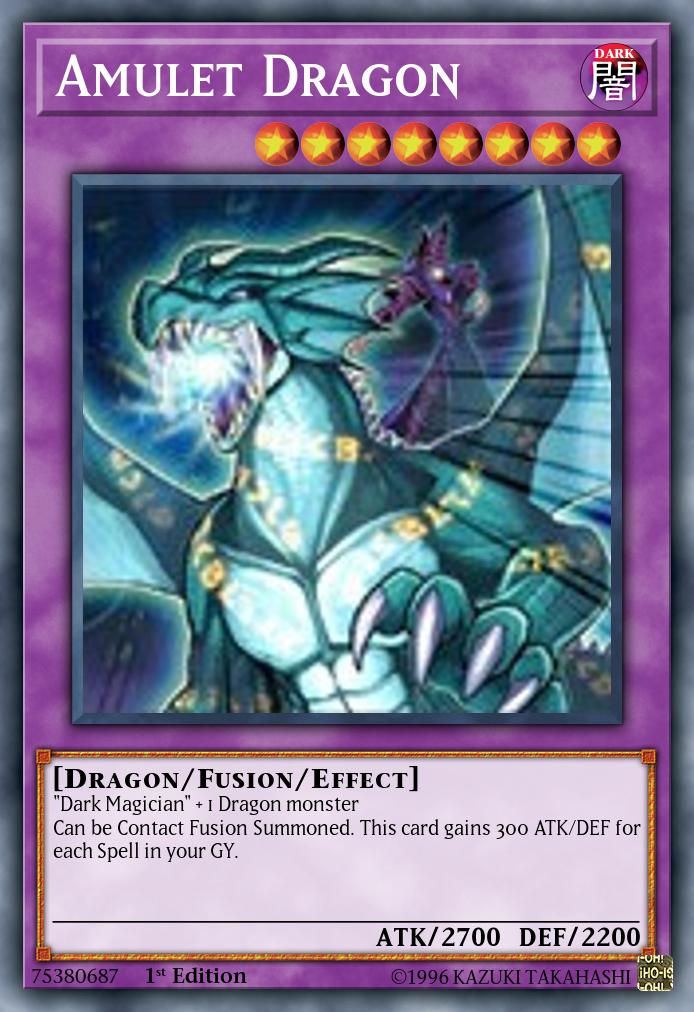 AMULET DRAGON
DARK
闇
[DRAGON/FUSION/EFFECT]
"Dark Magician" + 1 Dragon monster
Can be Contact Fusion Summoned. This card gains 300 ATK/DEF for
each Spell in your GY.
ATK/2700 DEF/2200
75380687 1st Edition ©1996 KAZUKI TAKAHASHI